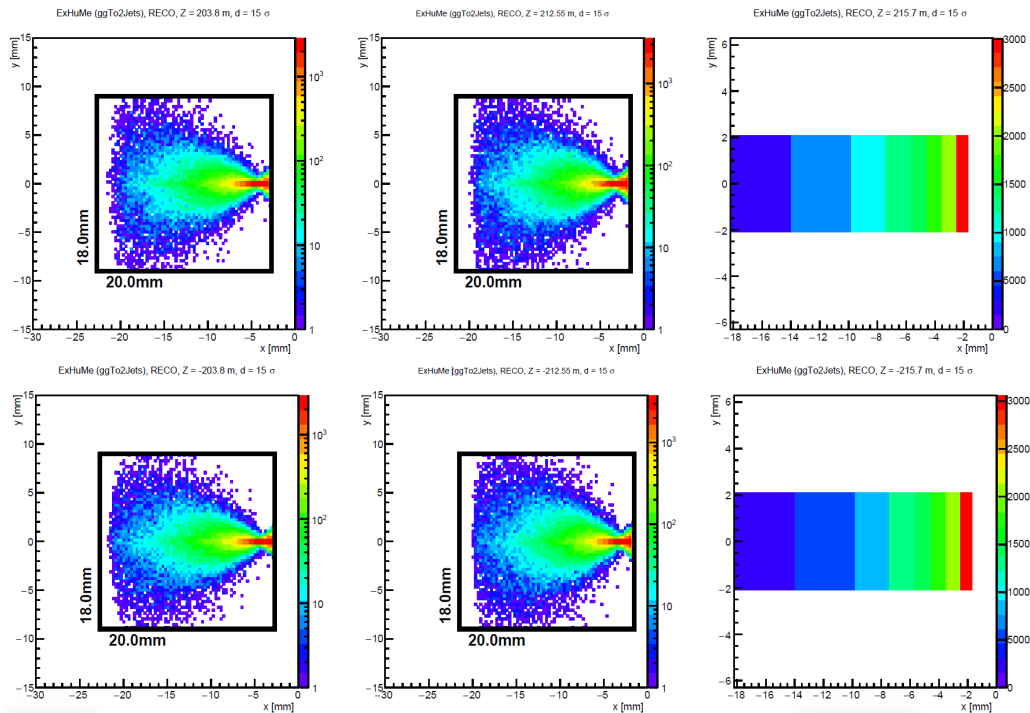 ExHuMe (ggTo2Jets), RECO, Z = 203.8 m, d = 15 σ
y [mm]
15
10
5
0
−5
−10
−15
−30 −25 −20 −15 −10 −5 0
x [mm]
18.0mm
20.0mm
10³
10²
10
1
ExHuMe (ggTo2Jets), RECO, Z = 212.55 m, d = 15 σ
y [mm]
15
10
5
0
−5
−10
−15
−30 −25 −20 −15 −10 −5 0
x [mm]
18.0mm
20.0mm
10³
10²
10
1
ExHuMe (ggTo2Jets), RECO, Z = 215.7 m, d = 15 σ
y [mm]
6
4
2
0
−2
−4
−6
−18 −16 −14 −12 −10 −8 −6 −4 −2
x [mm]
3000
2500
2000
1500
1000
500
0
ExHuMe (ggTo2Jets), RECO, Z = -203.8 m, d = 15 σ
y [mm]
15
10
5
0
−5
−10
−15
−30 −25 −20 −15 −10 −5 0
x [mm]
18.0mm
20.0mm
10³
10²
10
1
ExHuMe (ggTo2Jets), RECO, Z = -212.55 m, d = 15 σ
y [mm]
15
10
5
0
−5
−10
−15
−30 −25 −20 −15 −10 −5 0
x [mm]
18.0mm
20.0mm
10³
10²
10
1
ExHuMe (ggTo2Jets), RECO, Z = -215.7 m, d = 15 σ
y [mm]
6
4
2
0
−2
−4
−6
−18 −16 −14 −12 −10 −8 −6 −4 −2 0
x [mm]
3000
2500
2000
1500
1000
500
0